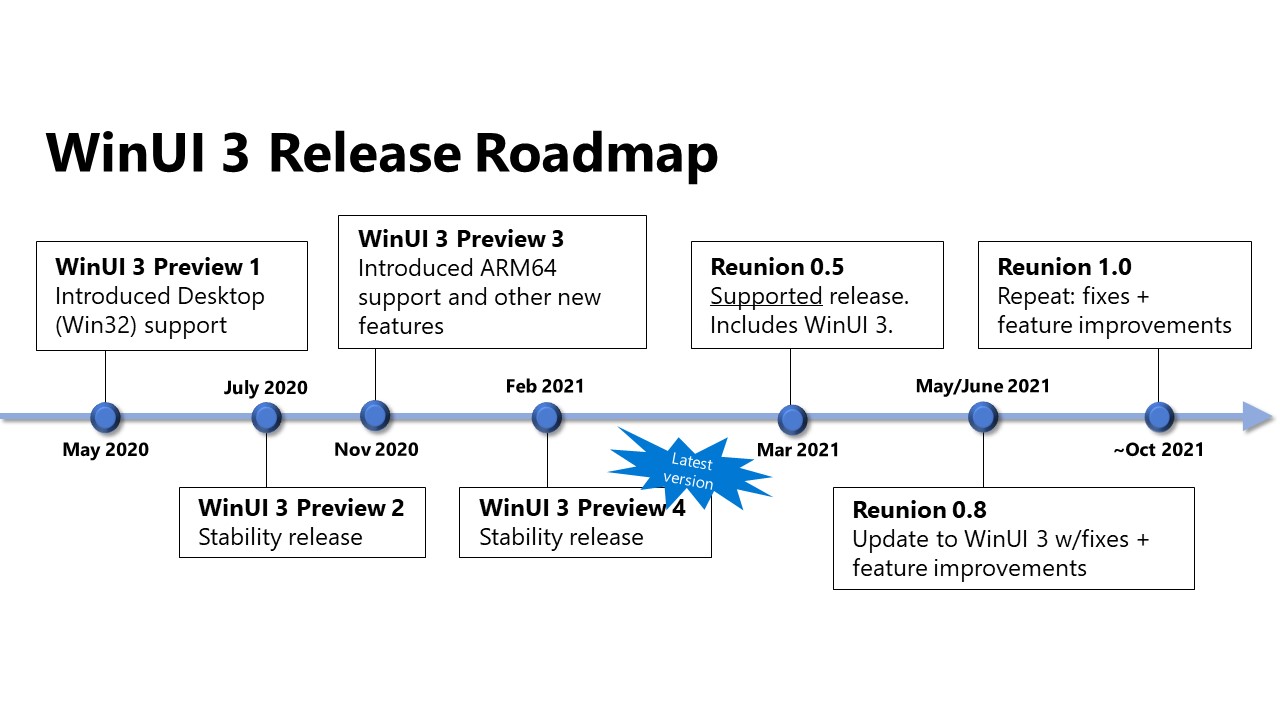 WinUI 3 Release Roadmap
WinUI 3 Preview 1
Introduced Desktop
(Win32) support
May 2020
July 2020
WinUI 3 Preview 2
Stability release
WinUI 3 Preview 3
Introduced ARM64
support and other new
features
Nov 2020
Feb 2021
WinUI 3 Preview 4
Stability release
Latest
version
Reunion 0.5
Supported release.
Includes WinUI 3.
Mar 2021
May/June 2021
Reunion 0.8
Update to WinUI 3 w/fixes +
feature improvements
Reunion 1.0
Repeat: fixes +
feature improvements
~Oct 2021